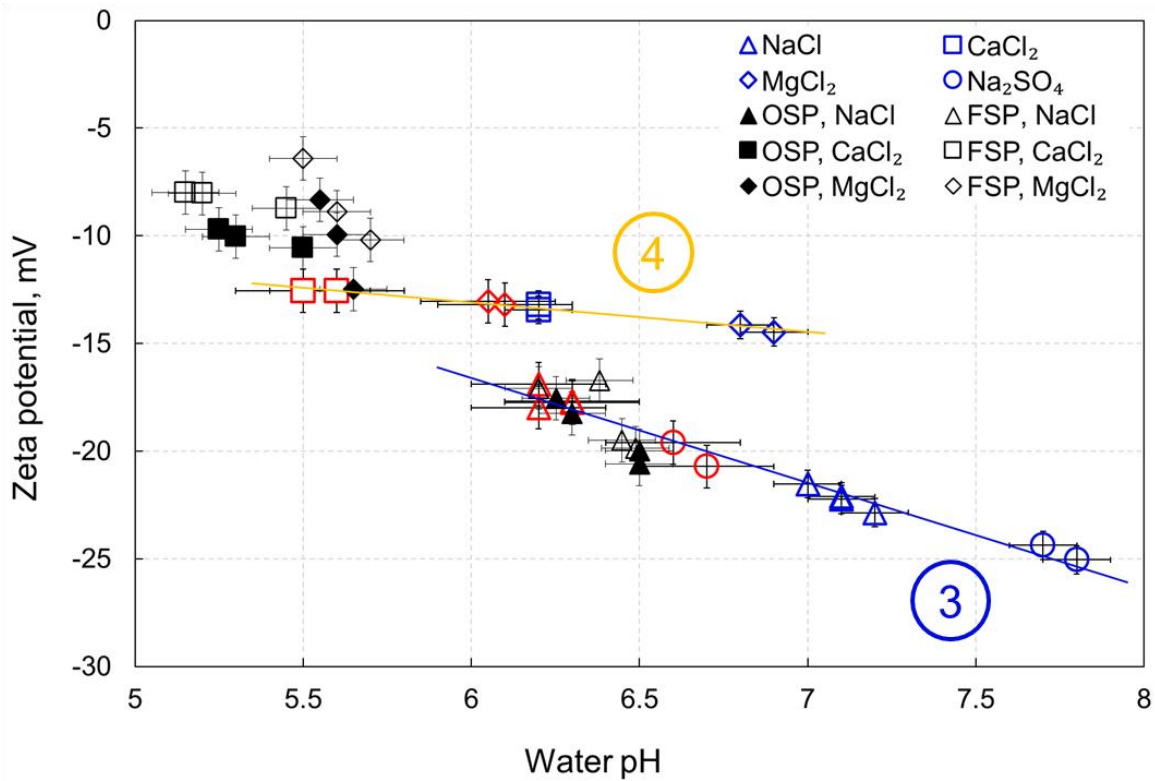 0
-5
-10
-15
-20
-25
-30
Zeta potential, mV
NaCl CaCl₂
MgCl₂ Na₂SO₄
OSP, NaCl FSP, NaCl
OSP, CaCl₂ FSP, CaCl₂
OSP, MgCl₂ FSP, MgCl₂
4
3
5 5.5 6 6.5 7 7.5 8
Water pH